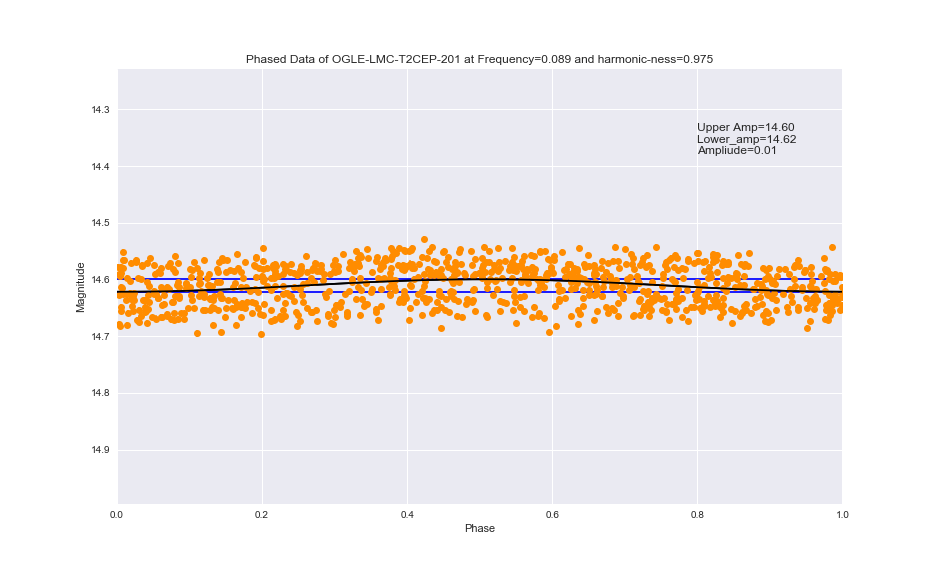 Phased Data of OGLE-LMC-T2CEP-201 at Frequency=0.089 and harmonic-ness=0.975
14.3
Upper Amp=14.60
Lower_amp=14.62
Ampliude=0.01
14.4
14.5
Magnitude
14.6
14.7
14.8
14.9
0.0 0.2 0.4 0.6 0.8 1.0
Phase